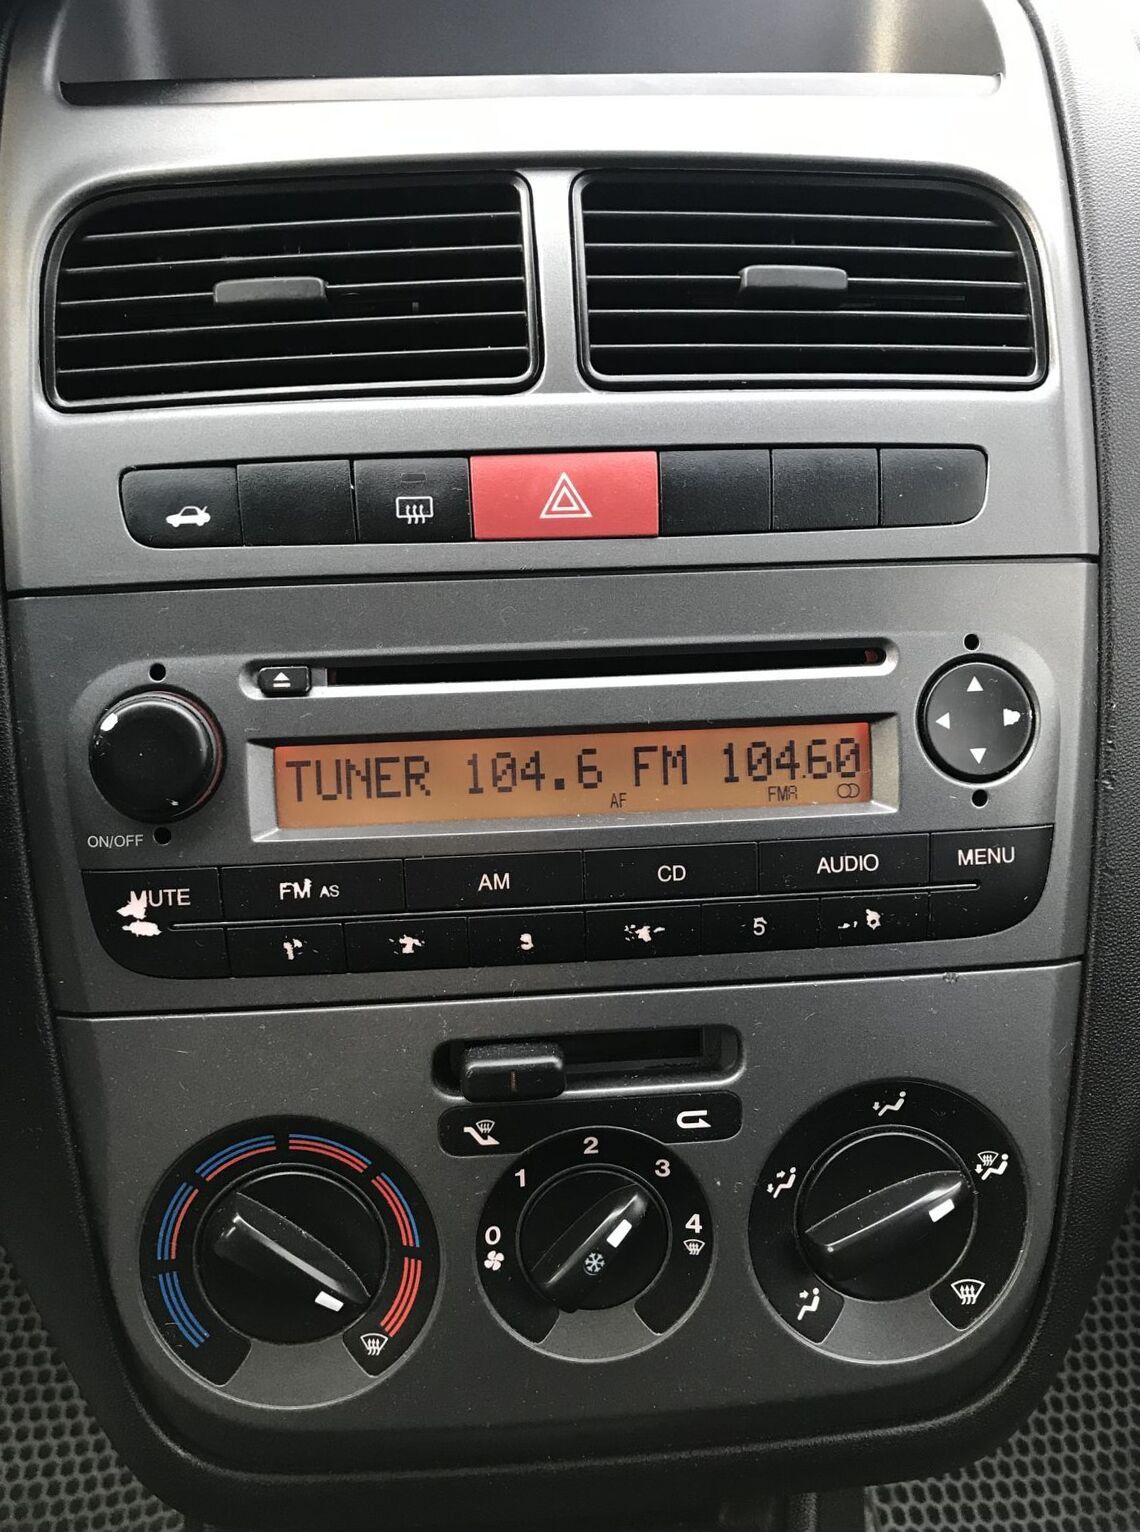 TUNER 104.6 FM 104.60
AF FMA
ON/OFF
MUTE FM AS AM CD AUDIO MENU
5
0 1 2 3 4